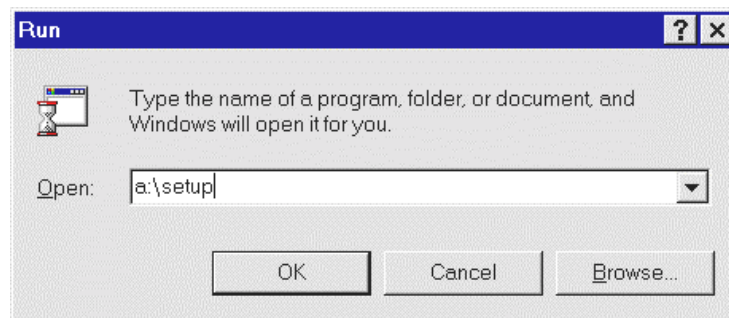 Run
Type the name of a program, folder, or document, and
Windows will open it for you.
Open: a:\setup
OK Cancel Browse...